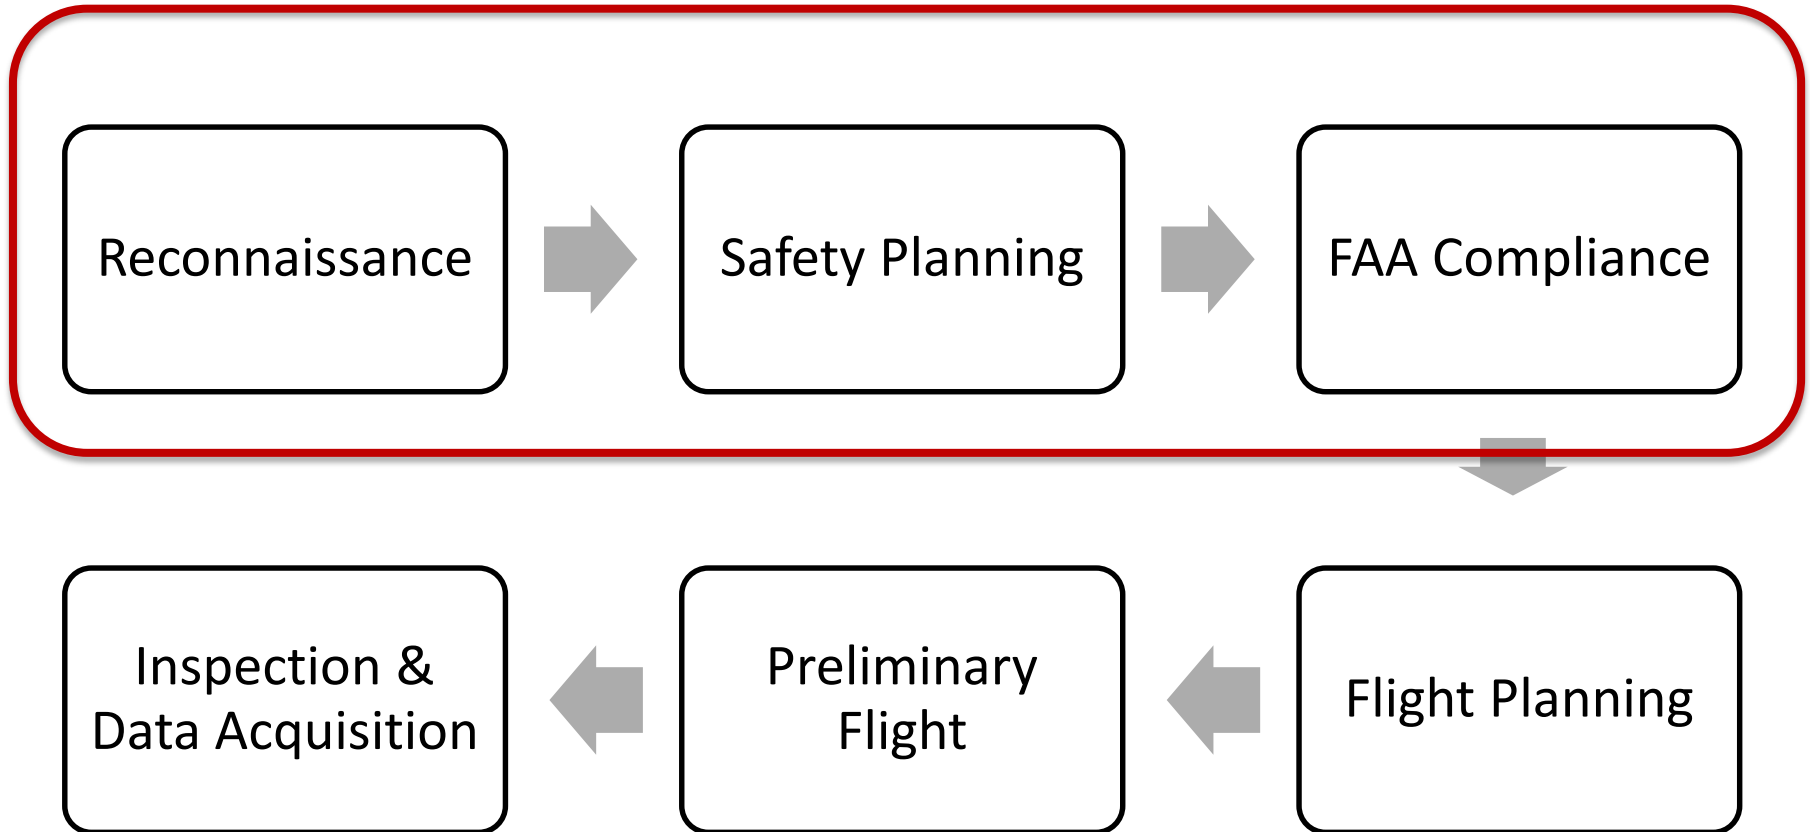 Reconnaissance
Safety Planning
FAA Compliance
Flight Planning
Preliminary
Flight
Inspection &
Data Acquisition